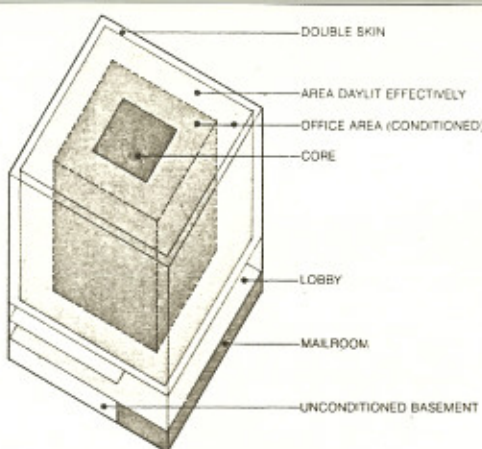 DOUBLE SKIN
AREA DAYLIT EFFECTIVELY
OFFICE AREA (CONDITIONED)
CORE
LOBBY
MAILROOM
UNCONDITIONED BASEMENT